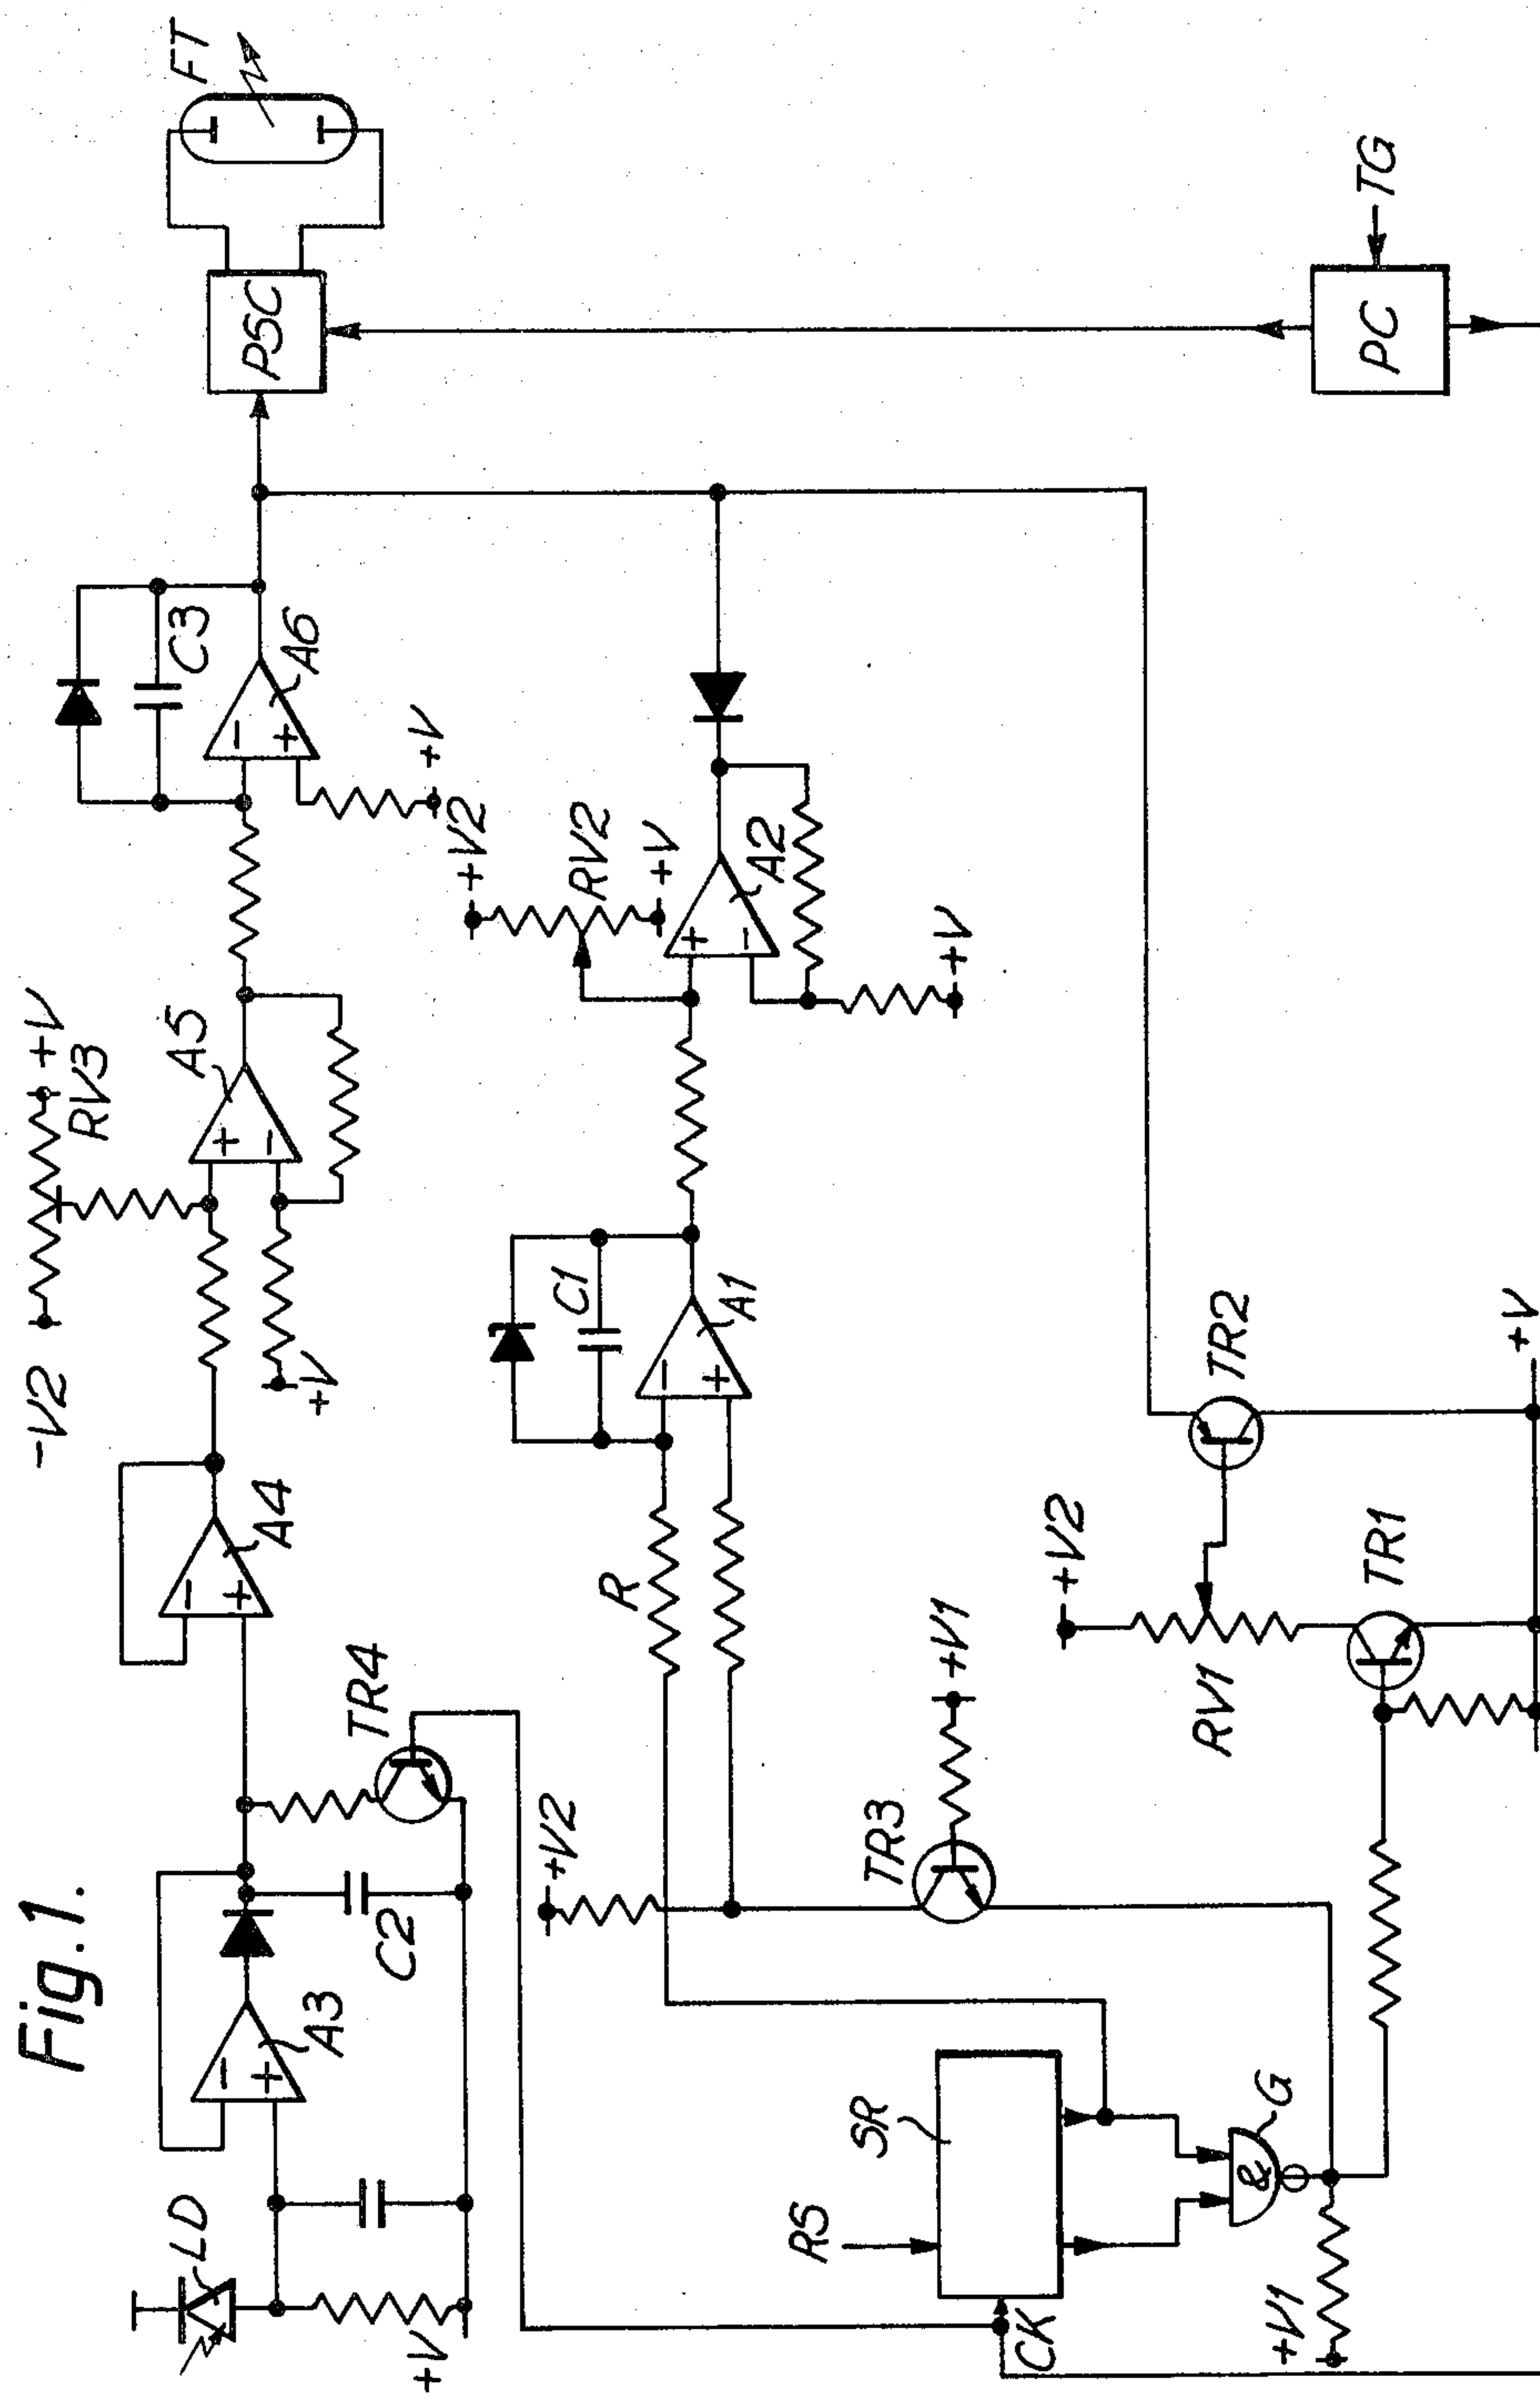 Fig.1.
-V2
+V
RV3
FT
A5
C3
A6
PSC
A4
A3
LD
C2
+V
+V
+V
TR4
+V2
RV2
+V
C1
A1
A2
R
+V
+V2
TR3
+V1
SR
RS
CK
&
G
+V1
+V2
RV1
TR2
TR1
+V
PC
TG